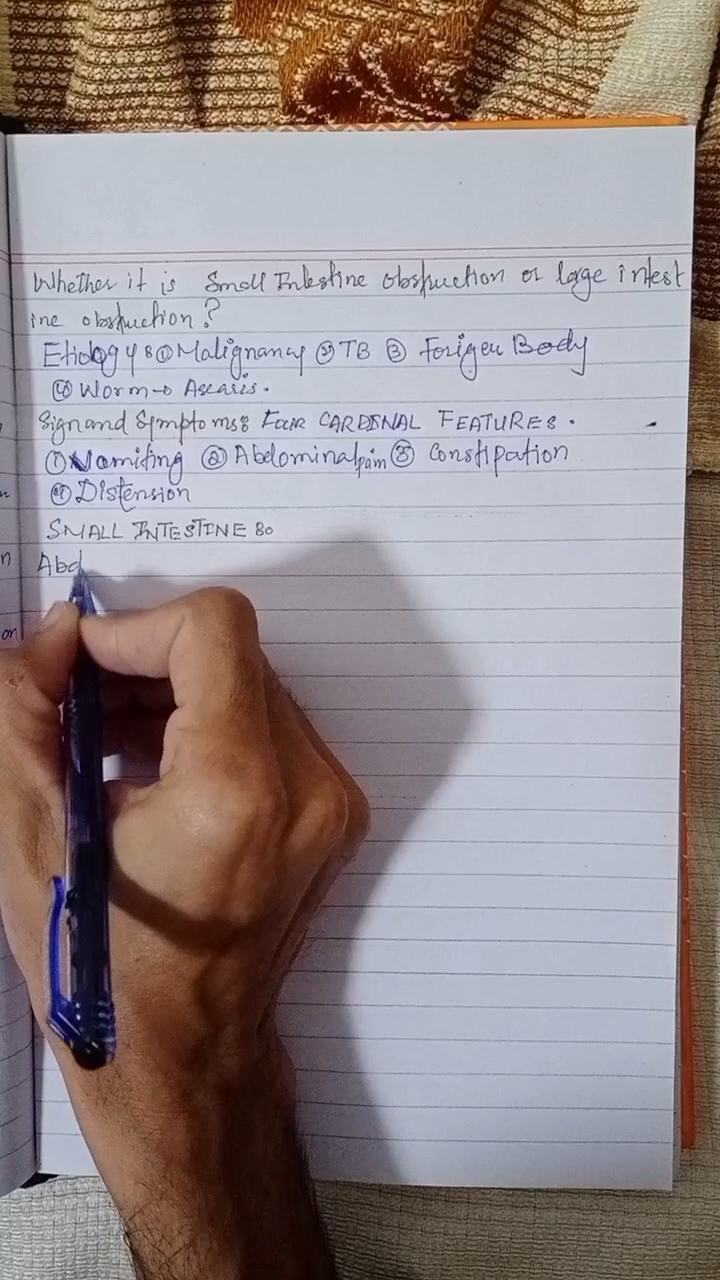 Whether it is Small Intestine obstruction or large intest
ine obstruction?
Etiology: ① Malignancy ② TB ③ Forigeu Body
④ Worm → Ascaris.
Sign and Symptoms: FOUR CARDINAL FEATURES.
① Vomiting ② Abdominal pain ③ Constipation
④ Distension
SMALL INTESTINE BO
Abd
n
on